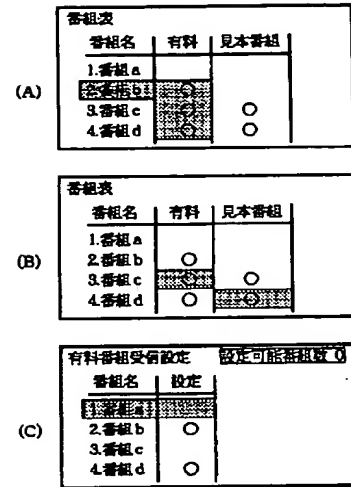 (A)
番組表
番組名 有料 見本番組
1.番組a
2.番組b ○
3.番組c ○ ○
4.番組d ○ ○
(B)
番組表
番組名 有料 見本番組
1.番組a
2.番組b ○
3.番組c ○ ○
4.番組d ○ ○
(C)
有料番組受信設定 設定可能番組数 0
番組名 設定
1.番組a
2.番組b ○
3.番組c
4.番組d ○